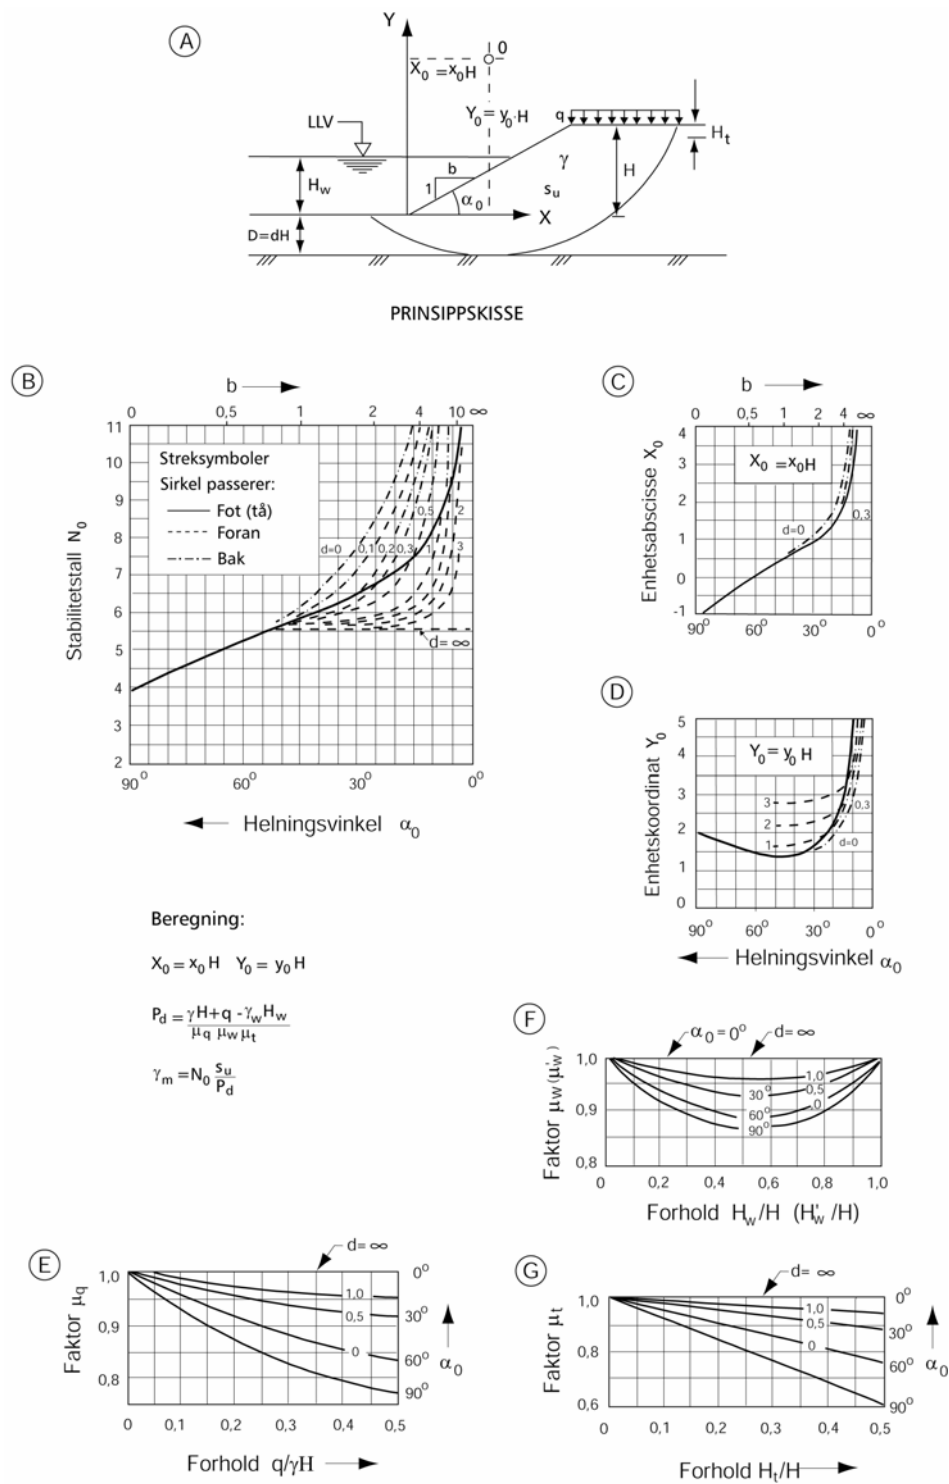 A
Y
0
X₀ = x₀H
Y₀ = y₀·H
q
LLV
H_t
γ
H
b
1
s_u
H_w
α₀
X
D=dH
PRINSIPPSKISSE
B
b
0 0,5 1 2 4 10 ∞
11
10
9
8
7
6
5
4
3
2
Stabilitetstall N₀
Streksymboler
Sirkel passerer:
Fot (tå)
Foran
Bak
d=0 0,1 0,2 0,3 0,5 1 2 3
d=∞
90° 60° 30° 0°
Helningsvinkel α₀
C
b
0 0,5 1 2 4 ∞
4
3
2
1
0
-1
Enhetsabscisse X₀
X₀ = x₀H
d=0
0,3
90° 60° 30° 0°
D
5
4
3
2
1
0
Enhetskoordinat Y₀
Y₀ = y₀ H
3
2
1
d=0
0,3
90° 60° 30° 0°
Helningsvinkel α₀
Beregning:
X₀ = x₀ H Y₀ = y₀ H
P_d = (γH + q - γ_w H_w) / (μ_q μ_w μ_t)
γ_m = N₀ s_u / P_d
F
α₀ = 0° d=∞
1,0
0,9
0,8
Faktor μ_w (μ'_w)
1,0
0,5
0
30°
60°
90°
0 0,2 0,4 0,6 0,8 1,0
Forhold H_w/H (H'_w/H)
E
d=∞
1,0
0,9
0,8
Faktor μ_q
1,0
0,5
0
0°
30°
60°
90°
α₀
0 0,1 0,2 0,3 0,4 0,5
Forhold q/γH
G
d=∞
1,0
0,8
0,6
Faktor μ_t
1,0
0,5
0
0°
30°
60°
90°
α₀
0 0,1 0,2 0,3 0,4 0,5
Forhold H_t/H